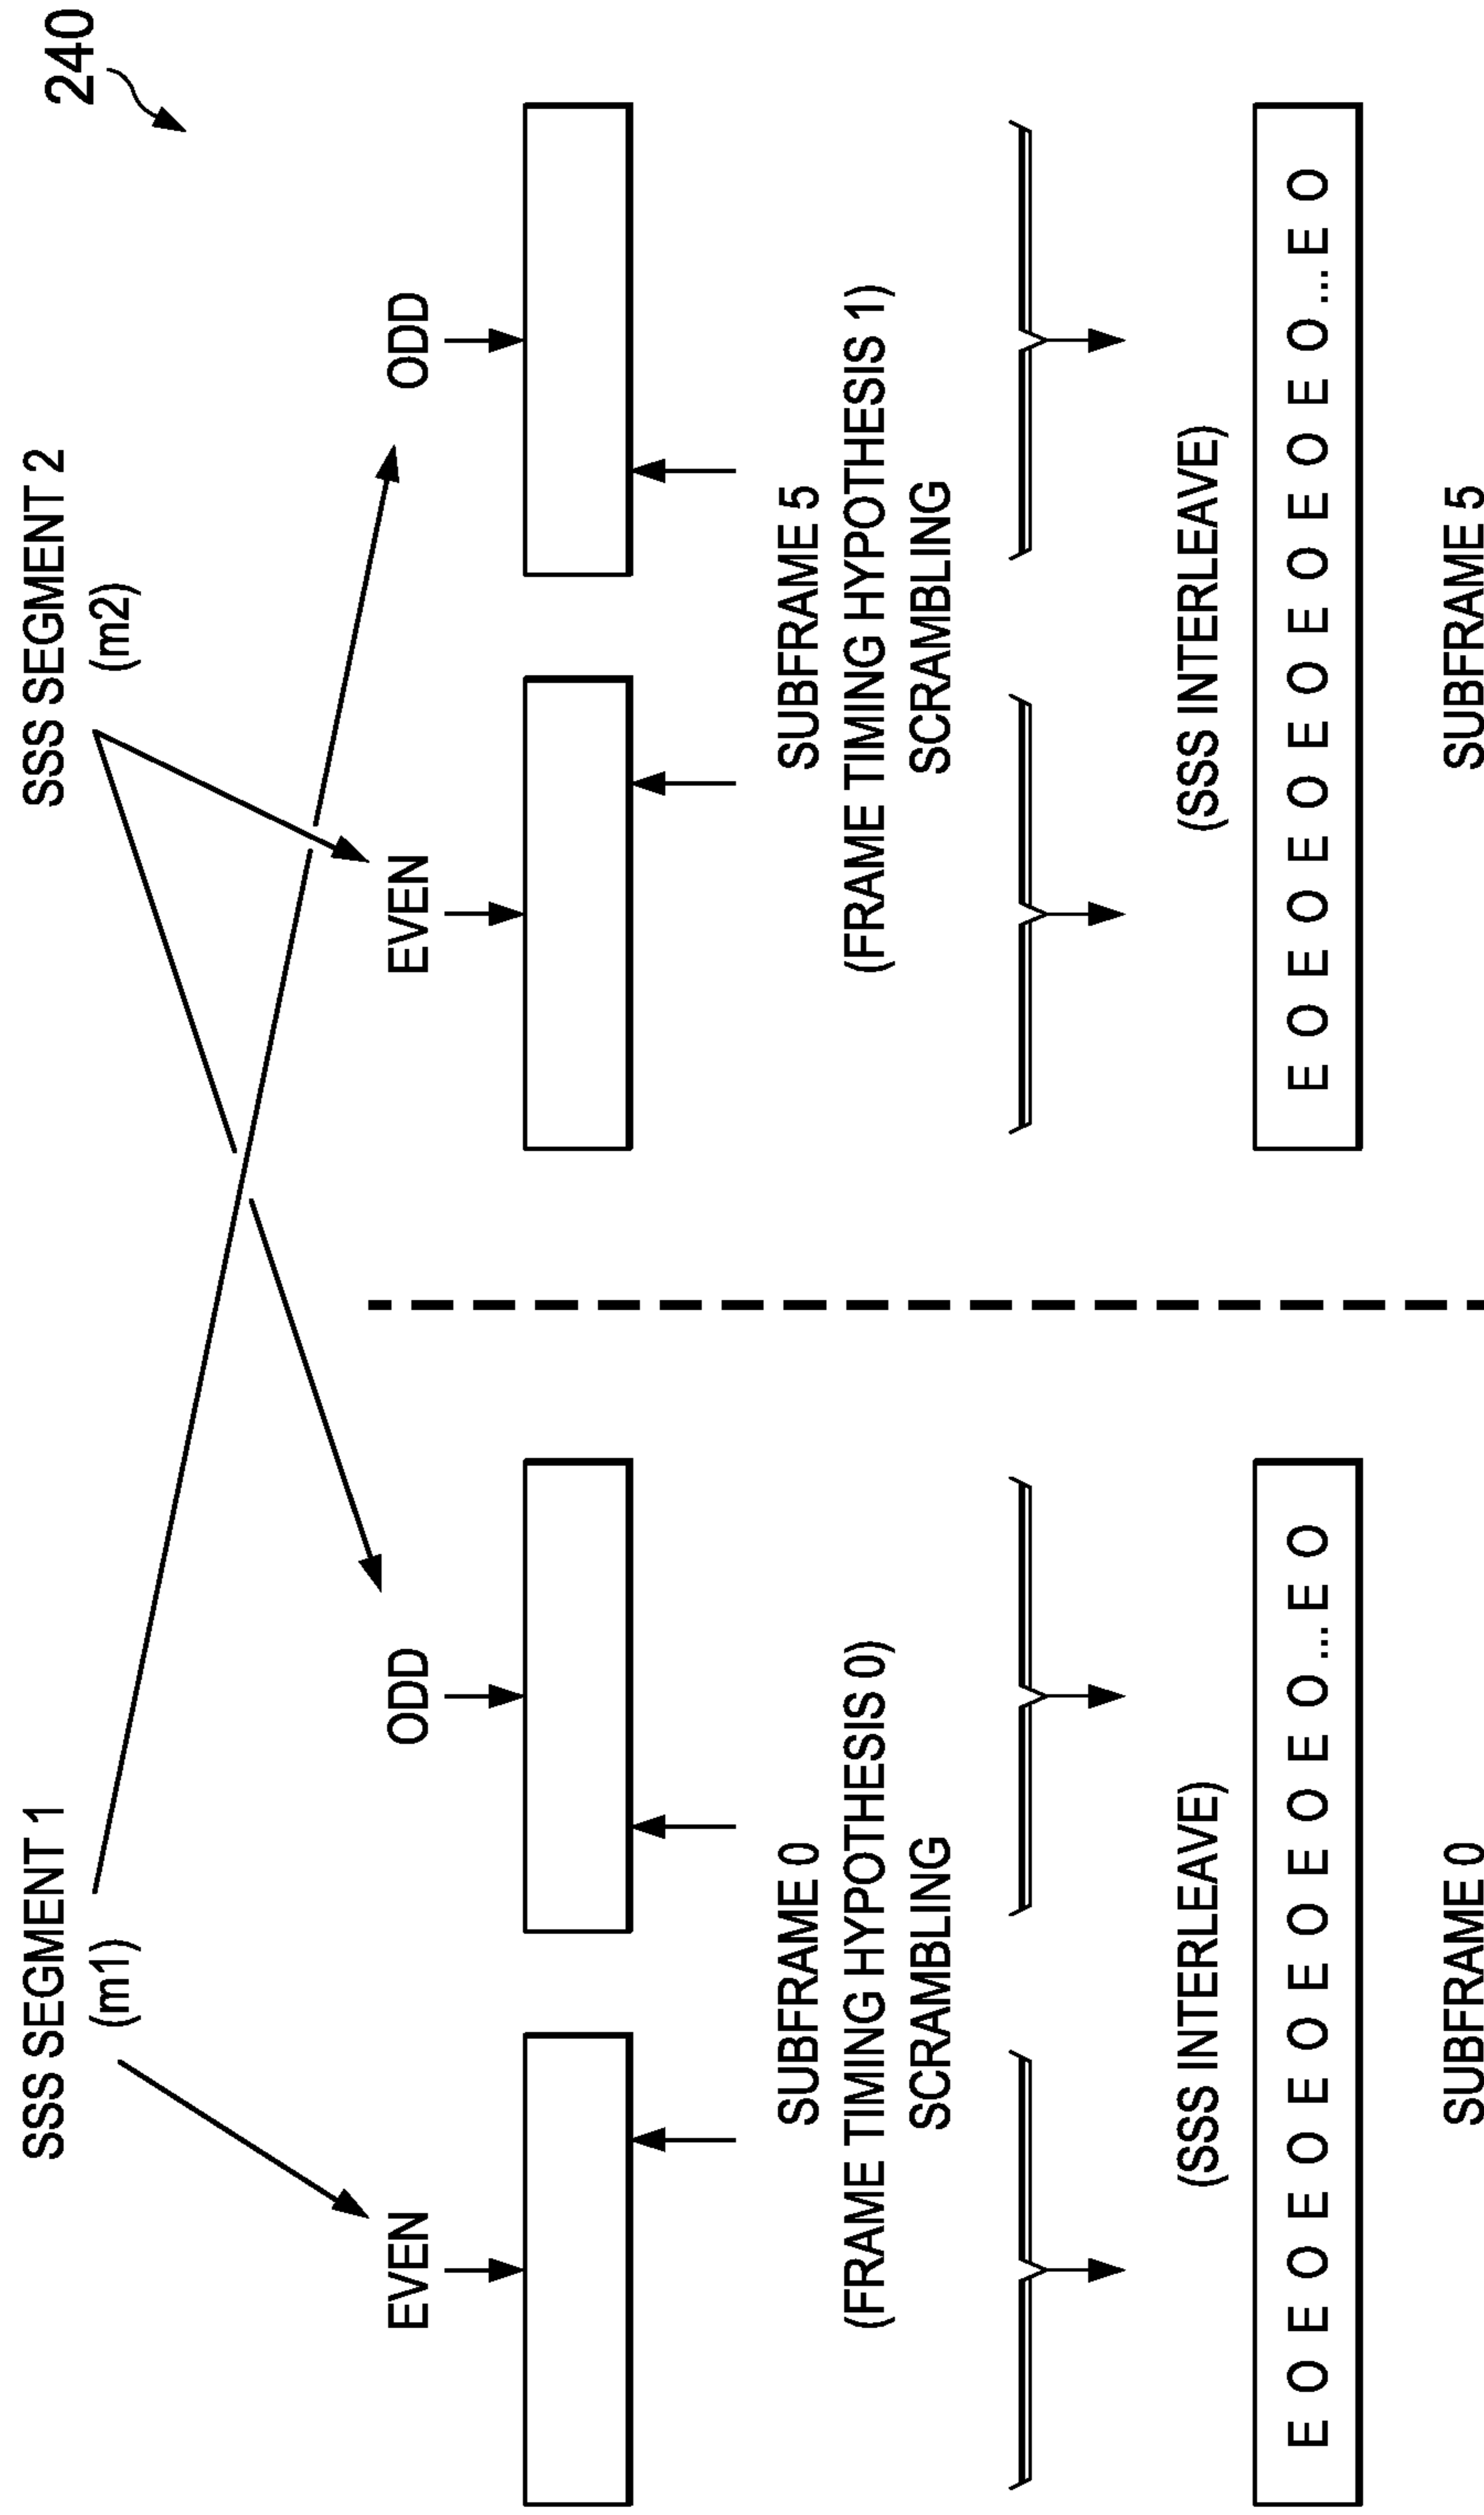 240
SSS SEGMENT 1
(m1)
SSS SEGMENT 2
(m2)
EVEN
ODD
EVEN
ODD
SUBFRAME 0
(FRAME TIMING HYPOTHESIS 0)
SCRAMBLING
SUBFRAME 5
(FRAME TIMING HYPOTHESIS 1)
SCRAMBLING
(SSS INTERLEAVE)
(SSS INTERLEAVE)
E O E O E O E O E O E O E O...E O
E O E O E O E O E O E O E O...E O
SUBFRAME 0
SUBFRAME 5